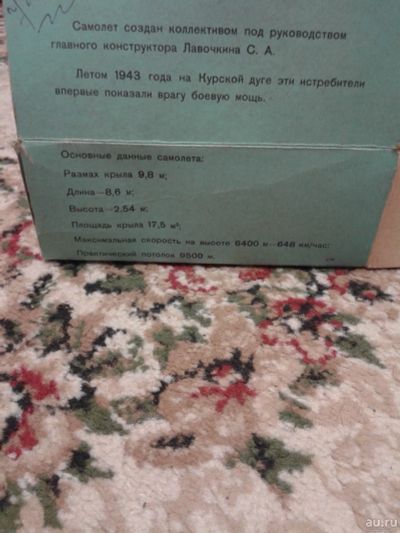 Самолет создан коллективом под руководством
главного конструктора Лавочкина С. А.
Летом 1943 года на Курской дуге эти истребители
впервые показали врагу боевую мощь.
Основные данные самолета:
Размах крыла 9,8 м;
Длина—8,6 м;
Высота—2,54 м;
Площадь крыла 17,5 м²;
Максимальная скорость на высоте 6400 м—648 км/час;
Практический потолок 9500 м.
au.ru